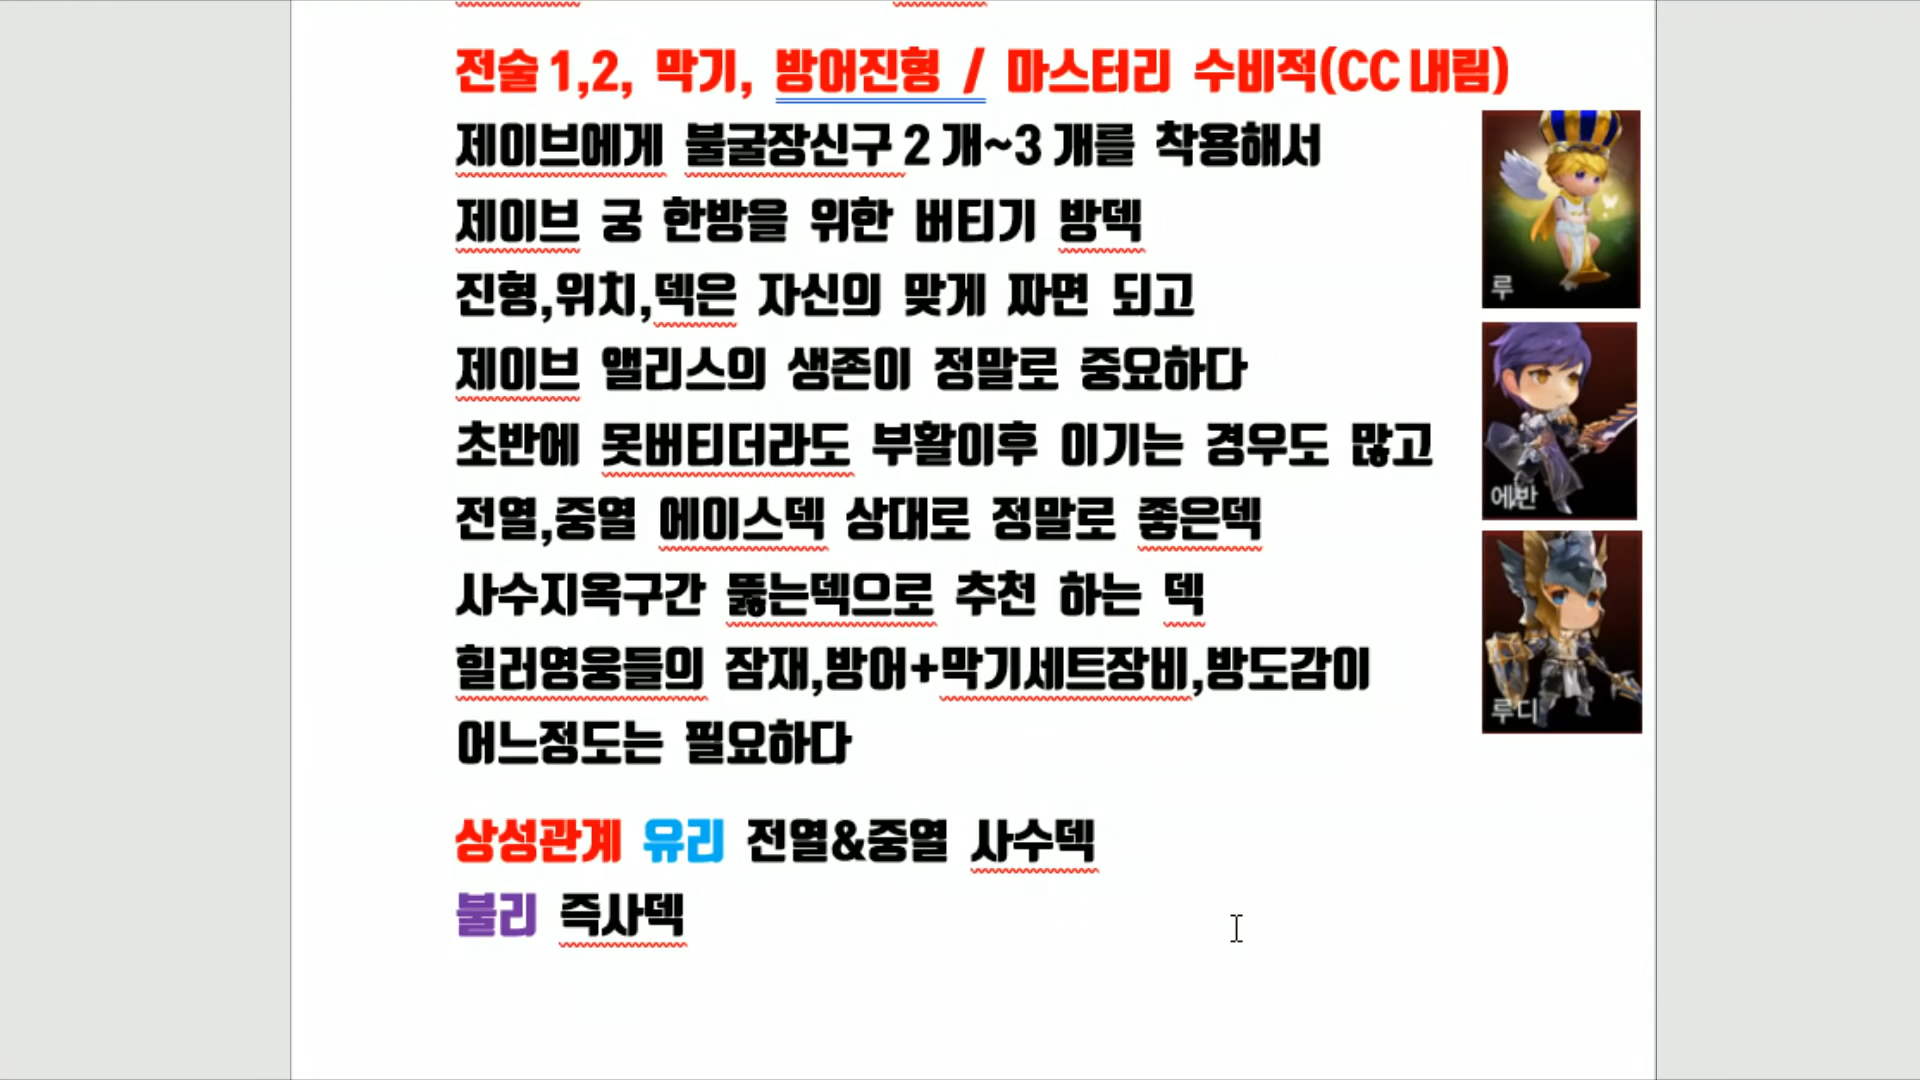 전술1,2, 막기, 방어진형 / 마스터리 수비적(CC내림)
제이브에게 불굴장신구2개~3개를 착용해서
제이브 궁 한방을 위한 버티기 방덱
진형,위치,덱은 자신의 맞게 짜면 되고
제이브 앨리스의 생존이 정말로 중요하다
초반에 못버티더라도 부활이후 이기는 경우도 많고
전열,중열 에이스덱 상대로 정말로 좋은덱
사수지옥구간 뚫는덱으로 추천 하는 덱
힐러영웅들의 잠재,방어+막기세트장비,방도감이
어느정도는 필요하다
상성관계 유리 전열&중열 사수덱
불리 즉사덱
루
에반
루디